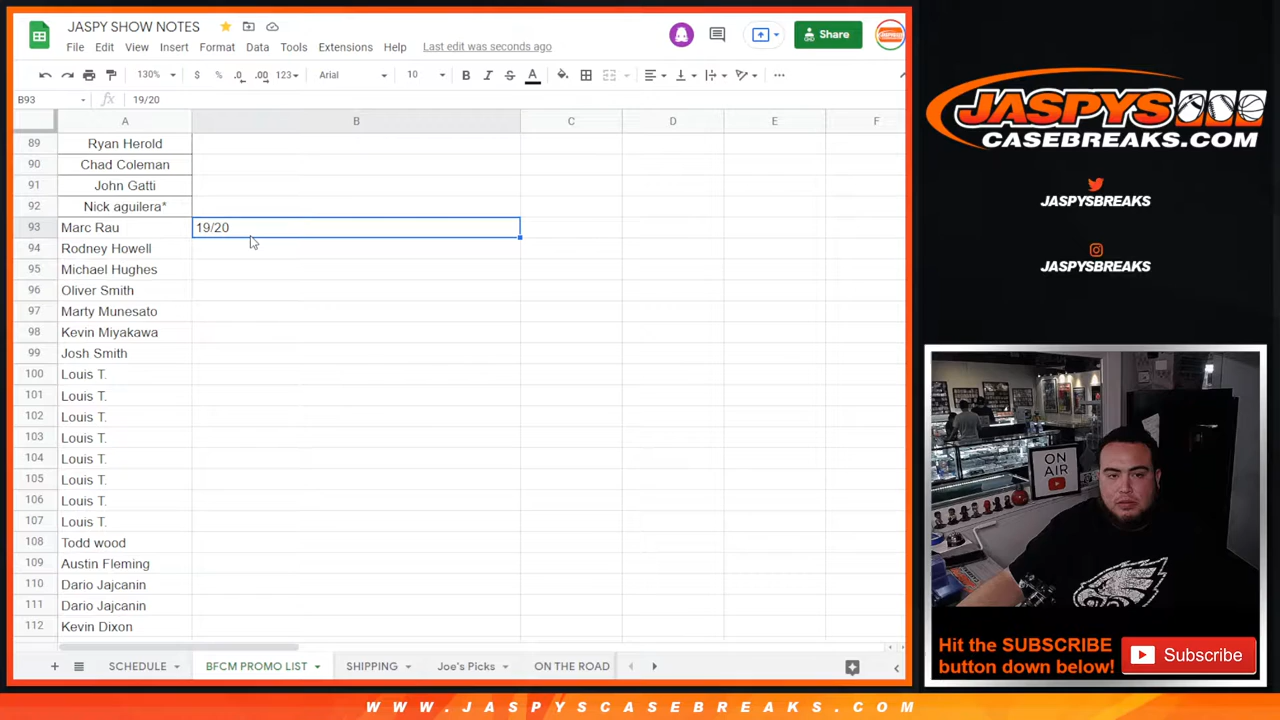 JASPY SHOW NOTES
File Edit View Insert Format Data Tools Extensions Help Last edit was seconds ago
Share
130% $ % .0 .00 123 Arial 10 B I S A
B93 fx 19/20
A B C D E F
89 Ryan Herold
90 Chad Coleman
91 John Gatti
92 Nick aguilera*
93 Marc Rau 19/20
94 Rodney Howell
95 Michael Hughes
96 Oliver Smith
97 Marty Munesato
98 Kevin Miyakawa
99 Josh Smith
100 Louis T.
101 Louis T.
102 Louis T.
103 Louis T.
104 Louis T.
105 Louis T.
106 Louis T.
107 Louis T.
108 Todd wood
109 Austin Fleming
110 Dario Jajcanin
111 Dario Jajcanin
112 Kevin Dixon
SCHEDULE BFCM PROMO LIST SHIPPING Joe's Picks ON THE ROAD
JASPYS
CASEBREAKS.COM
JASPYSBREAKS
JASPYSBREAKS
ON
AIR
Hit the SUBSCRIBE
button down below!
Subscribe
WWW.JASPYSCASEBREAKS.COM